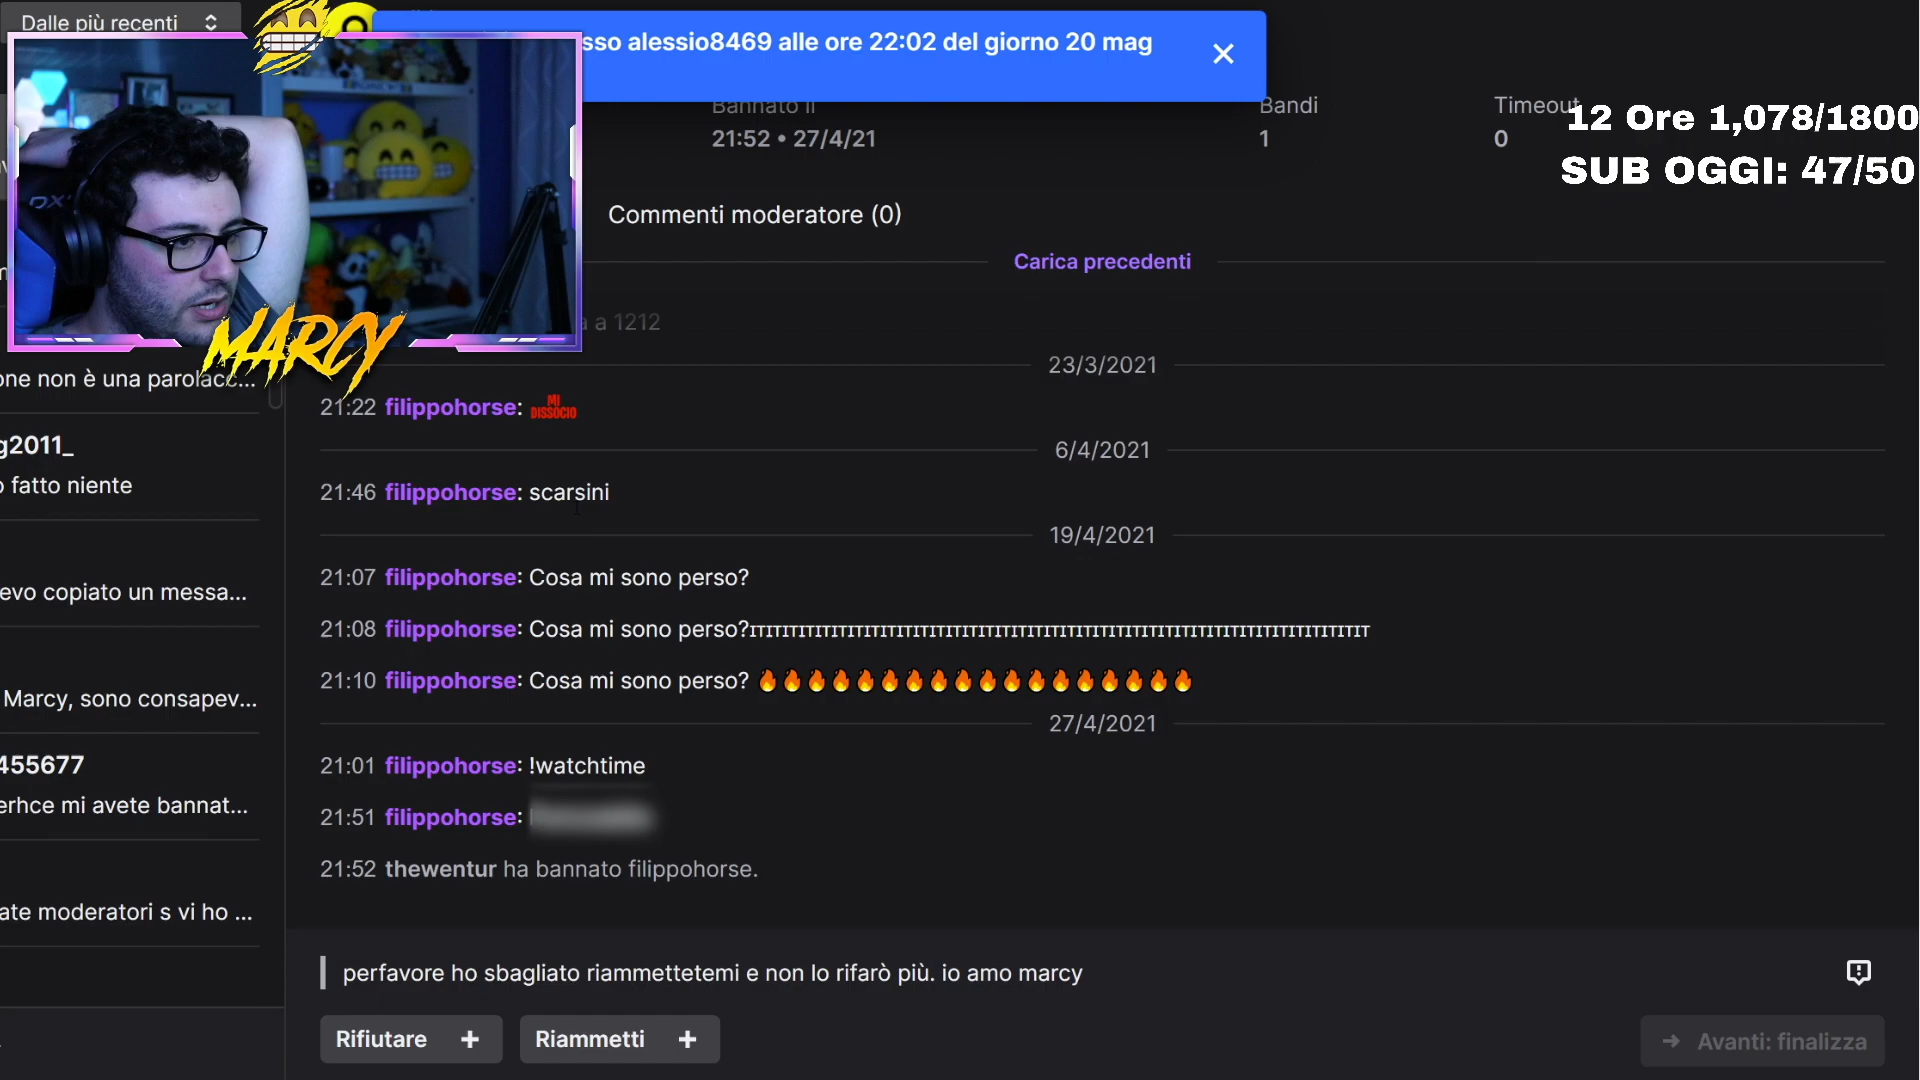 Dalle più recenti
sso alessio8469 alle ore 22:02 del giorno 20 mag
Bannato il
Bandi
Timeout
21:52 • 27/4/21
1
0
12 Ore 1,078/1800
SUB OGGI: 47/50
Commenti moderatore (0)
Carica precedenti
a 1212
MARCY
23/3/2021
one non è una parolacc...
21:22 filippohorse: MI DISSOCIO
6/4/2021
g2011_
o fatto niente
21:46 filippohorse: scarsini
19/4/2021
21:07 filippohorse: Cosa mi sono perso?
evo copiato un messa...
21:08 filippohorse: Cosa mi sono perso?
21:10 filippohorse: Cosa mi sono perso? 🔥🔥🔥🔥🔥🔥🔥🔥🔥🔥🔥🔥🔥🔥🔥🔥🔥🔥
Marcy, sono consapev...
27/4/2021
455677
21:01 filippohorse: !watchtime
erhce mi avete bannat...
21:51 filippohorse:
21:52 thewentur ha bannato filippohorse.
ate moderatori s vi ho ...
perfavore ho sbagliato riammettetemi e non lo rifarò più. io amo marcy
Rifiutare +
Riammetti +
→ Avanti: finalizza